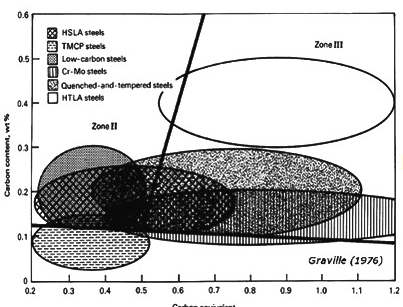 0.6
0.5
0.4
0.3
0.2
0.1
0
Carbon content, wt %
HSLA steels
TMCP steels
Low-carbon steels
Cr-Mo steels
Quenched-and-tempered steels
HTLA steels
Zone III
Zone II
Graville (1976)
0.2 0.3 0.4 0.5 0.6 0.7 0.8 0.9 1.0 1.1 1.2